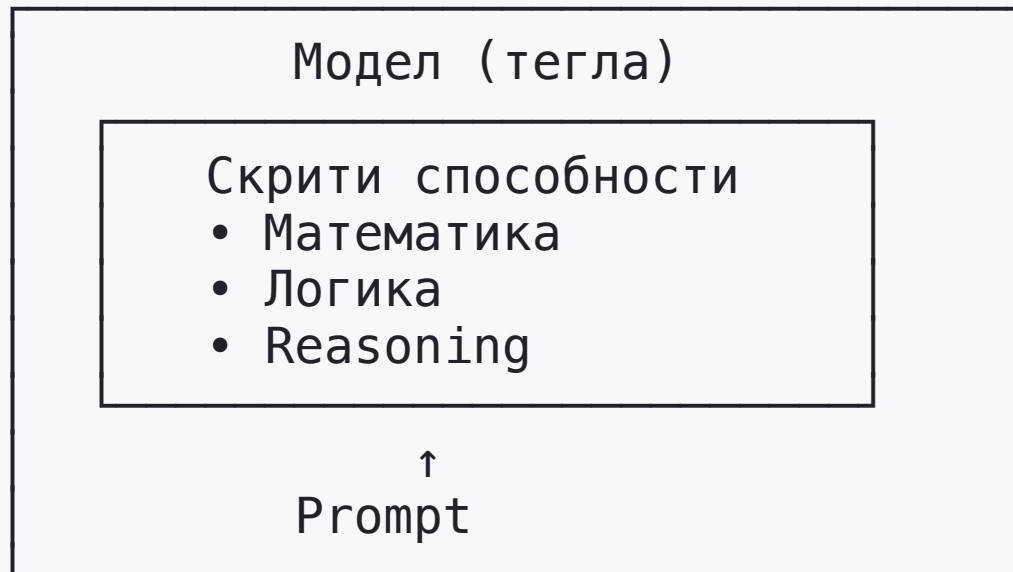 Модел (тегла)
Скрити способности
• Математика
• Логика
• Reasoning
↑
Prompt